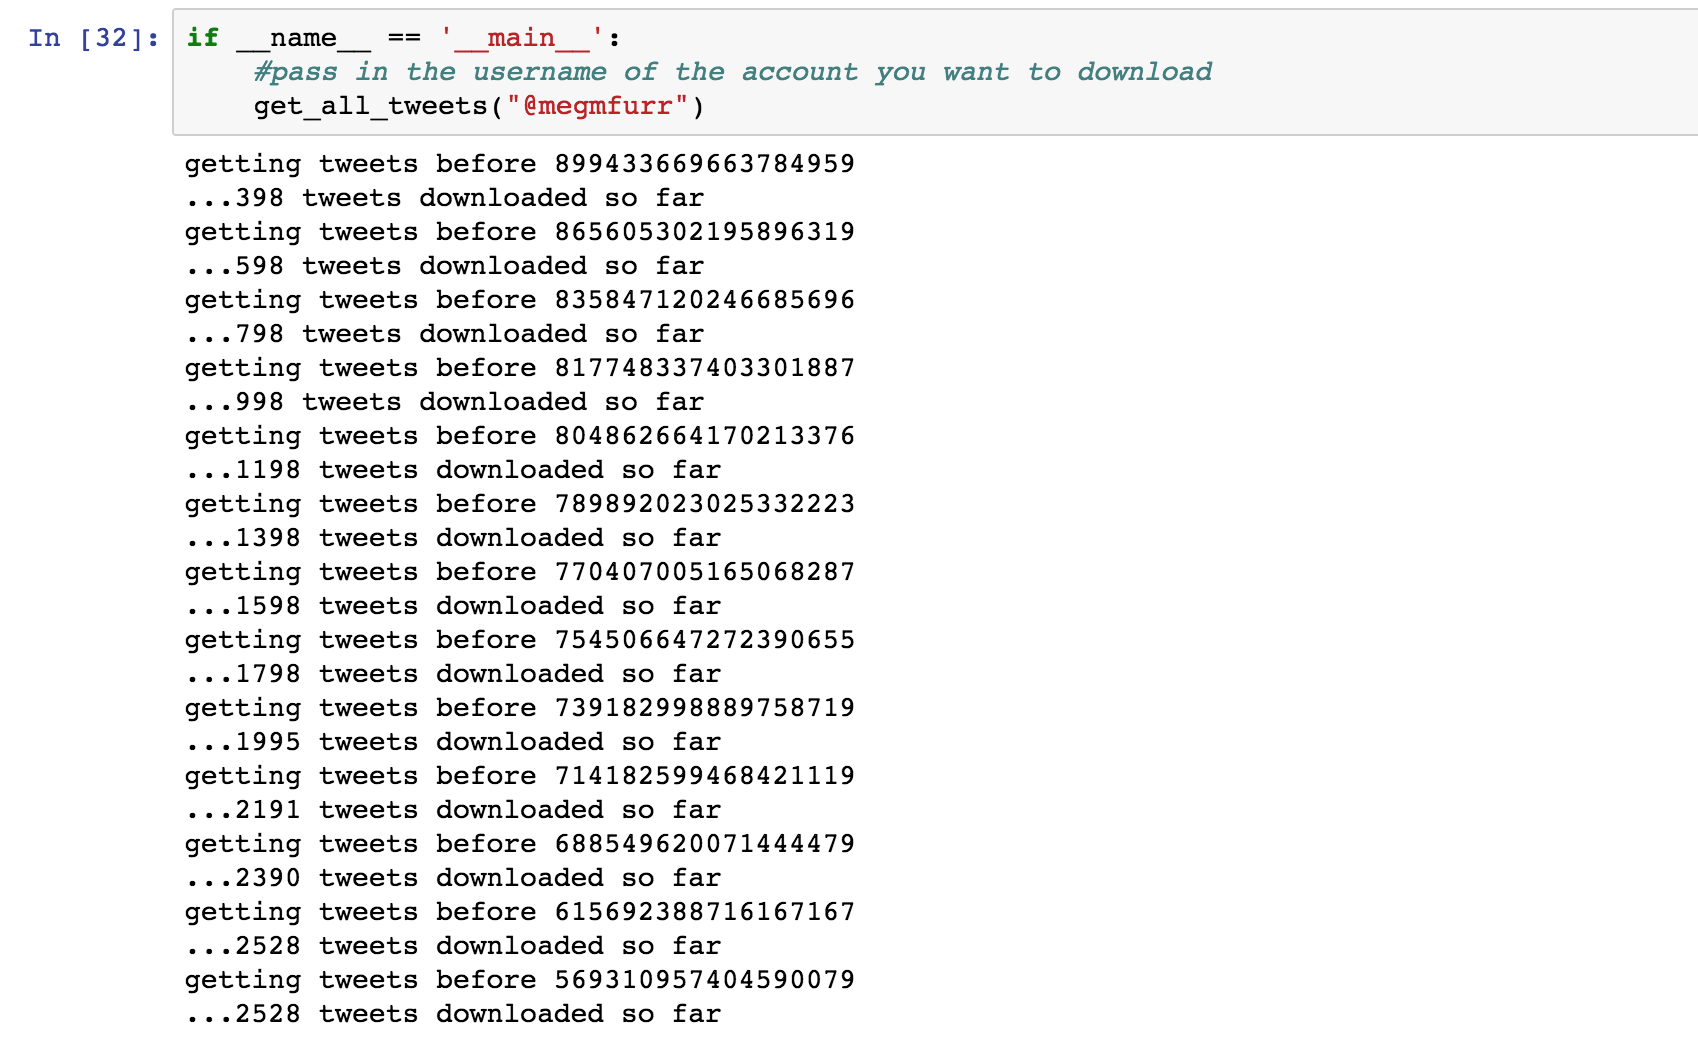 In [32]: if __name__ == '__main__':
#pass in the username of the account you want to download
get_all_tweets("@megmfurr")
getting tweets before 899433669663784959
...398 tweets downloaded so far
getting tweets before 865605302195896319
...598 tweets downloaded so far
getting tweets before 835847120246685696
...798 tweets downloaded so far
getting tweets before 817748337403301887
...998 tweets downloaded so far
getting tweets before 804862664170213376
...1198 tweets downloaded so far
getting tweets before 789892023025332223
...1398 tweets downloaded so far
getting tweets before 770407005165068287
...1598 tweets downloaded so far
getting tweets before 754506647272390655
...1798 tweets downloaded so far
getting tweets before 739182998889758719
...1995 tweets downloaded so far
getting tweets before 714182599468421119
...2191 tweets downloaded so far
getting tweets before 688549620071444479
...2390 tweets downloaded so far
getting tweets before 615692388716167167
...2528 tweets downloaded so far
getting tweets before 569310957404590079
...2528 tweets downloaded so far